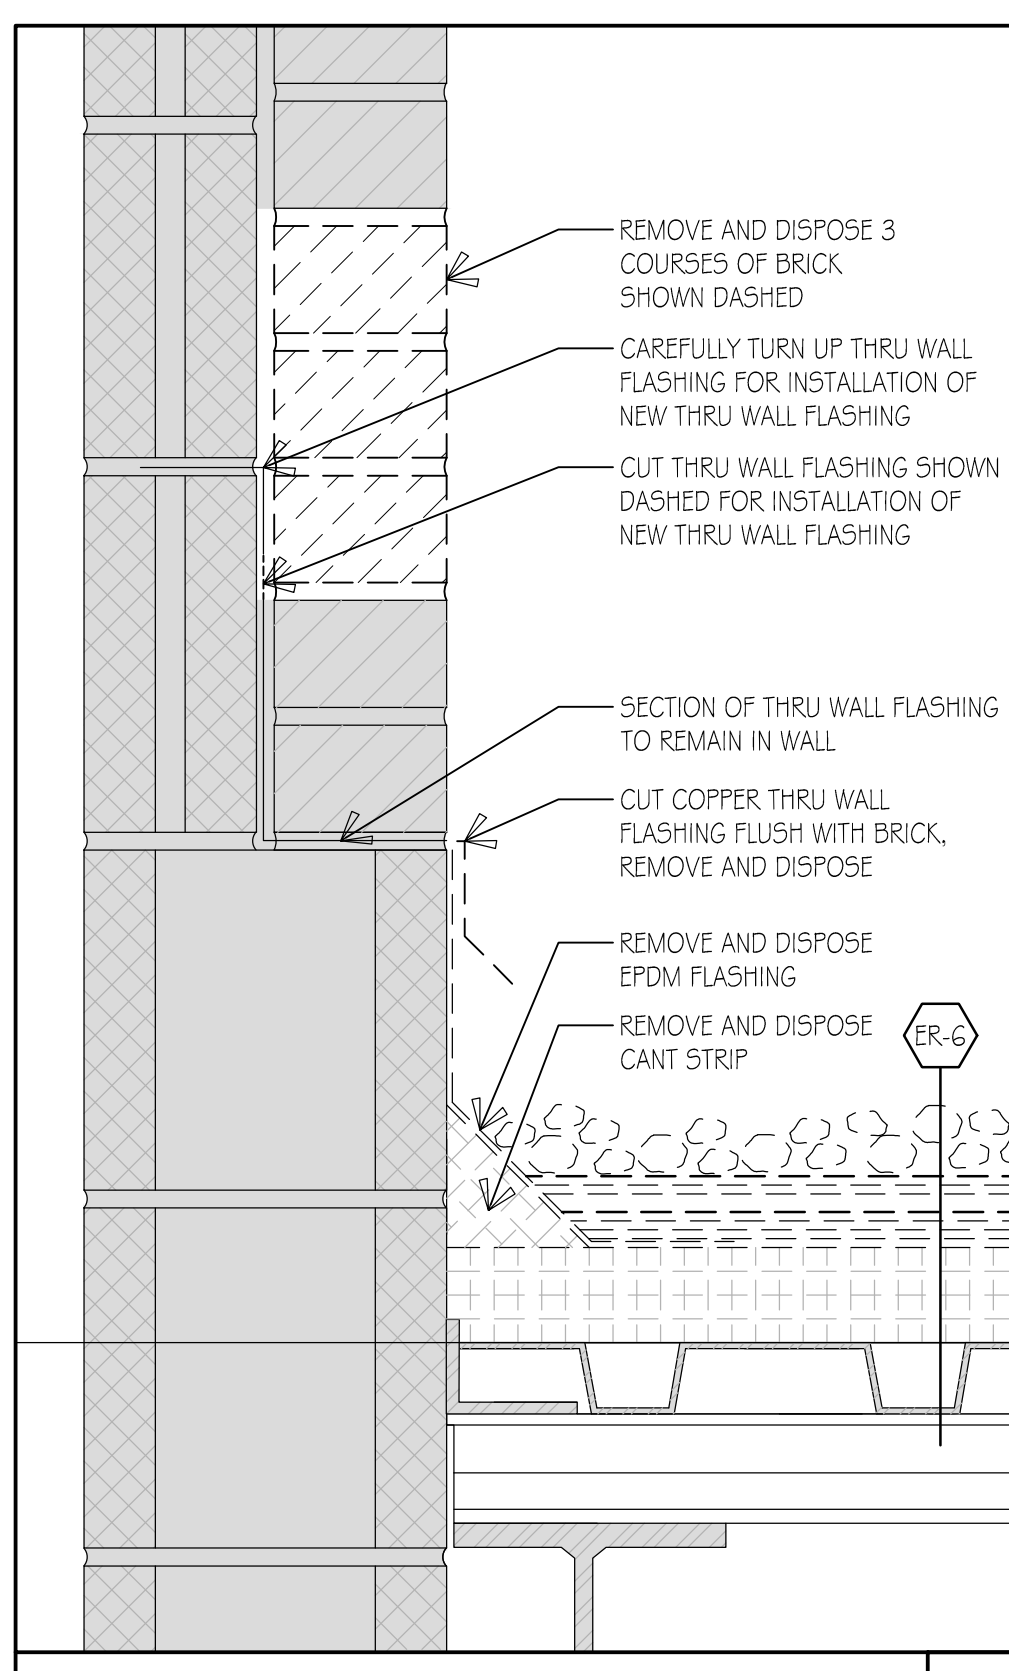 REMOVE AND DISPOSE 3
COURSES OF BRICK
SHOWN DASHED
CAREFULLY TURN UP THRU WALL
FLASHING FOR INSTALLATION OF
NEW THRU WALL FLASHING
CUT THRU WALL FLASHING SHOWN
DASHED FOR INSTALLATION OF
NEW THRU WALL FLASHING
SECTION OF THRU WALL FLASHING
TO REMAIN IN WALL
CUT COPPER THRU WALL
FLASHING FLUSH WITH BRICK,
REMOVE AND DISPOSE
REMOVE AND DISPOSE
EPDM FLASHING
REMOVE AND DISPOSE
CANT STRIP
ER-6